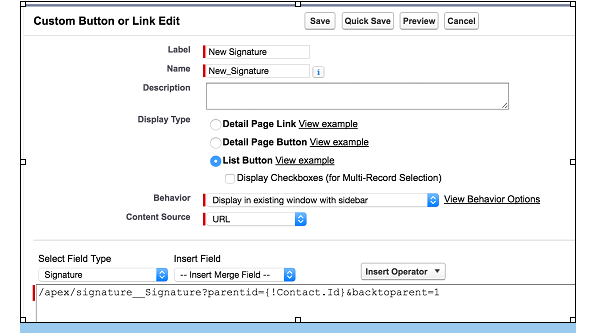 Custom Button or Link Edit Save Quick Save Preview Cancel
Label New Signature
Name New_Signature i
Description
Display Type Detail Page Link View example
Detail Page Button View example
List Button View example
Display Checkboxes (for Multi-Record Selection)
Behavior Display in existing window with sidebar View Behavior Options
Content Source URL
Select Field Type Insert Field
Signature -- Insert Merge Field -- Insert Operator
/apex/signature__Signature?parentid={!Contact.Id}&backtoparent=1